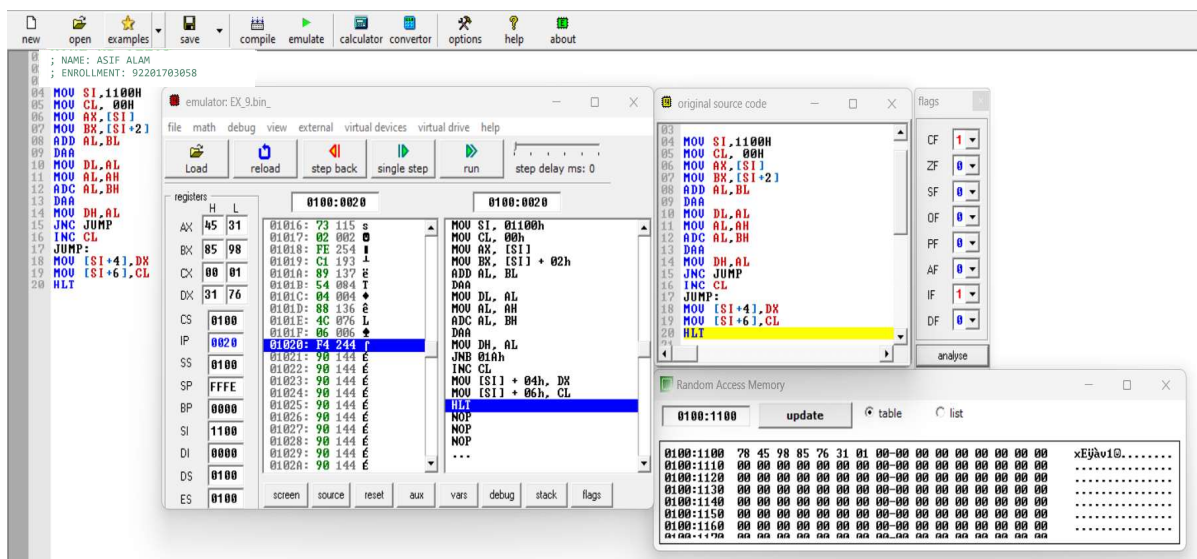 new open examples save compile emulate calculator convertor options help about
; NAME: ASIF ALAM
; ENROLLMENT: 92201703058
04 MOV SI,1100H
05 MOV CL, 00H
06 MOV AX,[SI]
07 MOV BX,[SI+2]
08 ADD AL,BL
09 DAA
10 MOV DL,AL
11 MOV AL,AH
12 ADC AL,BH
13 DAA
14 MOV DH,AL
15 JNC JUMP
16 INC CL
17 JUMP:
18 MOV [SI+4],DX
19 MOV [SI+6],CL
20 HLT
emulator: EX_9.bin_
file math debug view external virtual devices virtual drive help
Load reload step back single step run step delay ms: 0
registers
H L
AX 45 31
BX 85 98
CX 00 01
DX 31 76
CS 0100
IP 0020
SS 0100
SP FFFE
BP 0000
SI 1100
DI 0000
DS 0100
ES 0100
0100:0020
01016: 73 115 s
01017: 02 002
01018: FE 254
01019: C1 193 ┴
0101A: 89 137 ë
0101B: 54 084 T
0101C: 04 004 ♦
0101D: 88 136 ê
0101E: 4C 076 L
0101F: 06 006 ♠
01020: F4 244 ⌠
01021: 90 144 É
01022: 90 144 É
01023: 90 144 É
01024: 90 144 É
01025: 90 144 É
01026: 90 144 É
01027: 90 144 É
01028: 90 144 É
01029: 90 144 É
0102A: 90 144 É
0100:0020
MOV SI, 01100h
MOV CL, 00h
MOV AX, [SI]
MOV BX, [SI] + 02h
ADD AL, BL
DAA
MOV DL, AL
MOV AL, AH
ADC AL, BH
DAA
MOV DH, AL
JNB 01Ah
INC CL
MOV [SI] + 04h, DX
MOV [SI] + 06h, CL
HLT
NOP
NOP
NOP
...
screen source reset aux vars debug stack flags
original source code
03
04 MOV SI,1100H
05 MOV CL, 00H
06 MOV AX,[SI]
07 MOV BX,[SI+2]
08 ADD AL,BL
09 DAA
10 MOV DL,AL
11 MOV AL,AH
12 ADC AL,BH
13 DAA
14 MOV DH,AL
15 JNC JUMP
16 INC CL
17 JUMP:
18 MOV [SI+4],DX
19 MOV [SI+6],CL
20 HLT
21
flags
CF 1
ZF 0
SF 0
OF 0
PF 0
AF 0
IF 1
DF 0
analyse
Random Access Memory
0100:1100 update table list
0100:1100 78 45 98 85 76 31 01 00-00 00 00 00 00 00 00 00 xEÿàv1☺.........
0100:1110 00 00 00 00 00 00 00 00-00 00 00 00 00 00 00 00 ................
0100:1120 00 00 00 00 00 00 00 00-00 00 00 00 00 00 00 00 ................
0100:1130 00 00 00 00 00 00 00 00-00 00 00 00 00 00 00 00 ................
0100:1140 00 00 00 00 00 00 00 00-00 00 00 00 00 00 00 00 ................
0100:1150 00 00 00 00 00 00 00 00-00 00 00 00 00 00 00 00 ................
0100:1160 00 00 00 00 00 00 00 00-00 00 00 00 00 00 00 00 ................
0100:1170 00 00 00 00 00 00 00 00-00 00 00 00 00 00 00 00